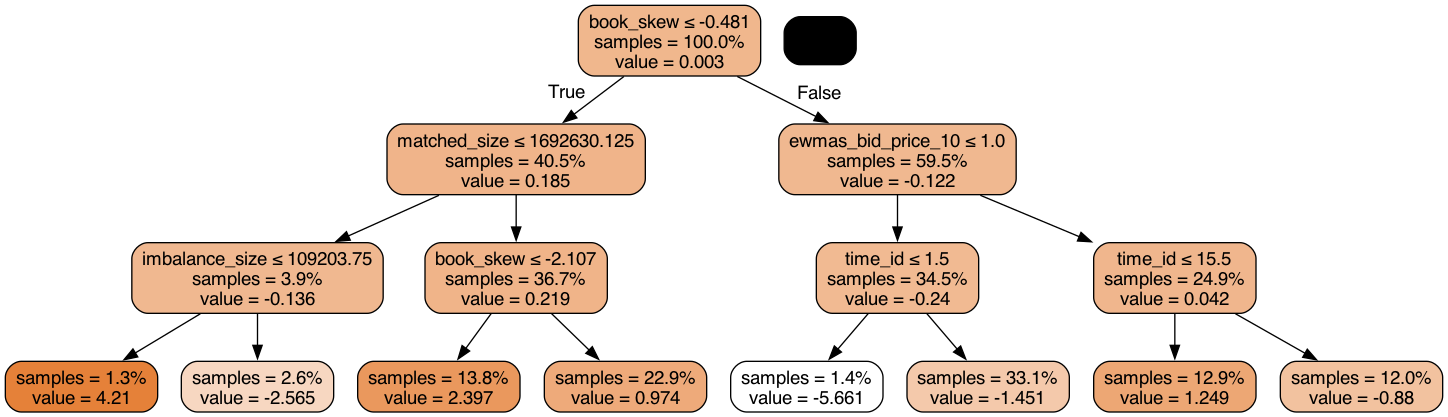 book_skew ≤ -0.481
samples = 100.0%
value = 0.003
True
False
matched_size ≤ 1692630.125
samples = 40.5%
value = 0.185
ewmas_bid_price_10 ≤ 1.0
samples = 59.5%
value = -0.122
imbalance_size ≤ 109203.75
samples = 3.9%
value = -0.136
book_skew ≤ -2.107
samples = 36.7%
value = 0.219
time_id ≤ 1.5
samples = 34.5%
value = -0.24
time_id ≤ 15.5
samples = 24.9%
value = 0.042
samples = 1.3%
value = 4.21
samples = 2.6%
value = -2.565
samples = 13.8%
value = 2.397
samples = 22.9%
value = 0.974
samples = 1.4%
value = -5.661
samples = 33.1%
value = -1.451
samples = 12.9%
value = 1.249
samples = 12.0%
value = -0.88